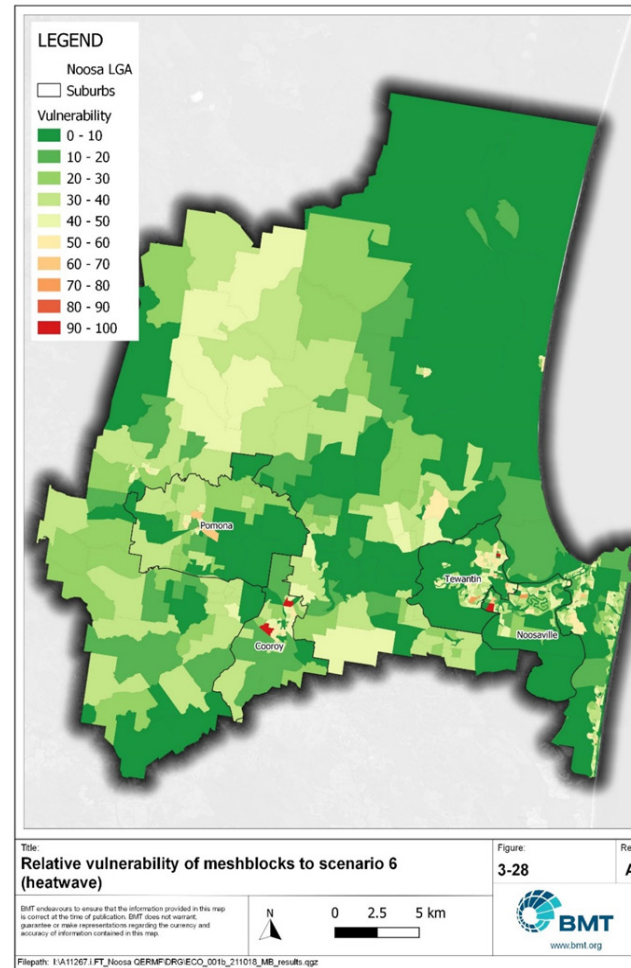 LEGEND
Noosa LGA
Suburbs
Vulnerability
0 - 10
10 - 20
20 - 30
30 - 40
40 - 50
50 - 60
60 - 70
70 - 80
80 - 90
90 - 100
Pomona
Tewantin
Cooroy
Noosaville
Title:
Relative vulnerability of meshblocks to scenario 6
(heatwave)
Figure:
3-28
Re
A
BMT endeavours to ensure that the information provided in this map
is correct at the time of publication. BMT does not warrant,
guarantee or make representations regarding the currency and
accuracy of information contained in this map.
N
0 2.5 5 km
BMT
www.bmt.org
Filepath: I:\A11267.i.FT_Noosa QERMF\DRG\ECO_001b_211018_MB_results.qgz